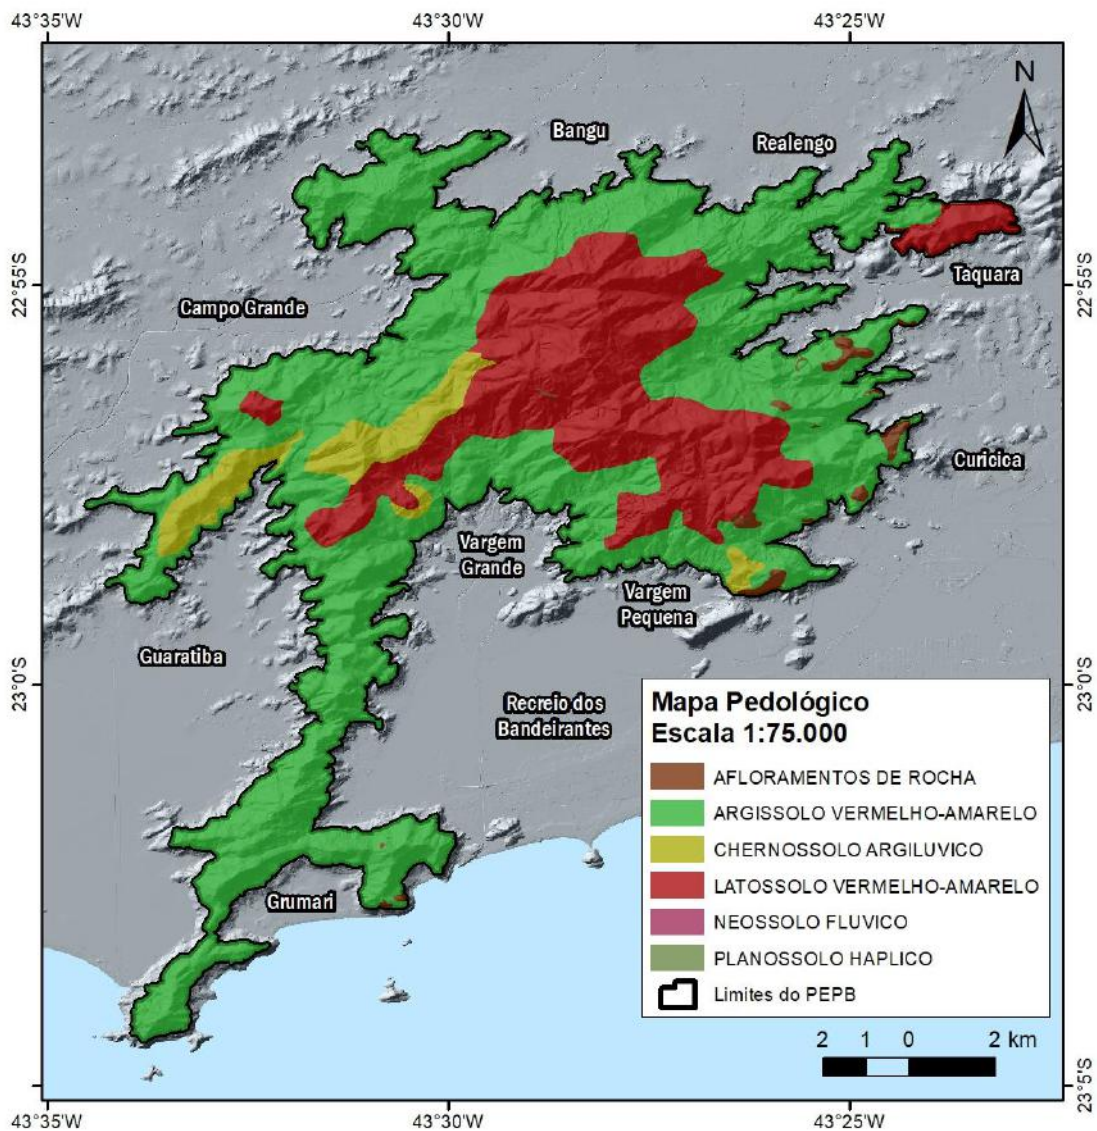 43°35'W 43°30'W 43°25'W
N
Bangu
Realengo
Taquara
22°55'S
22°55'S
Campo Grande
Curicica
Vargem
Grande
Vargem
Pequena
Guaratiba
23°0'S
23°0'S
Recreio dos
Bandeirantes
Grumari
Mapa Pedológico
Escala 1:75.000
AFLORAMENTOS DE ROCHA
ARGISSOLO VERMELHO-AMARELO
CHERNOSSOLO ARGILUVICO
LATOSSOLO VERMELHO-AMARELO
NEOSSOLO FLUVICO
PLANOSSOLO HAPLICO
Limites do PEPB
2 1 0 2 km
23°5'S
43°35'W 43°30'W 43°25'W